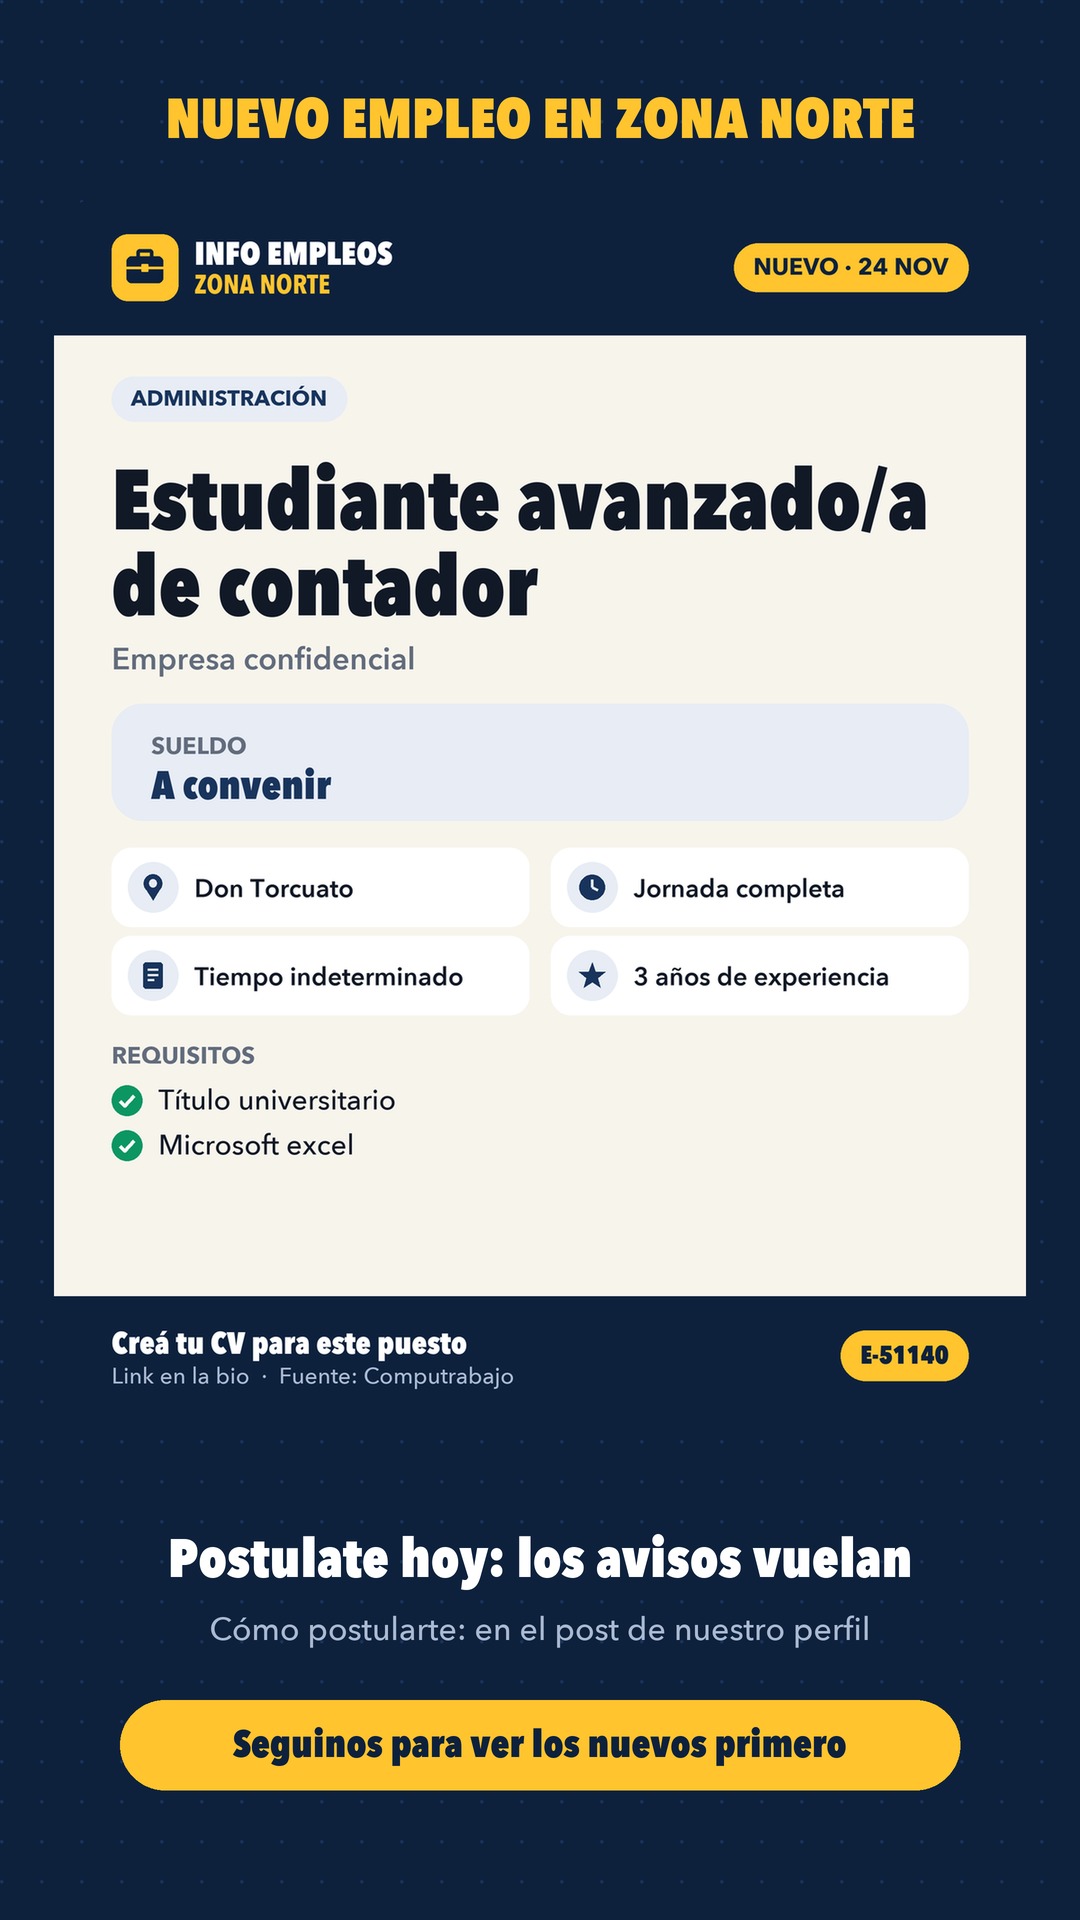 NUEVO EMPLEO EN ZONA NORTE
INFO EMPLEOS
ZONA NORTE
NUEVO · 24 NOV
ADMINISTRACIÓN
Estudiante avanzado/a
de contador
Empresa confidencial
SUELDO
A convenir
Don Torcuato
Jornada completa
Tiempo indeterminado
3 años de experiencia
REQUISITOS
Título universitario
Microsoft excel
Creá tu CV para este puesto
Link en la bio · Fuente: Computrabajo
E-51140
Postulate hoy: los avisos vuelan
Cómo postularte: en el post de nuestro perfil
Seguinos para ver los nuevos primero